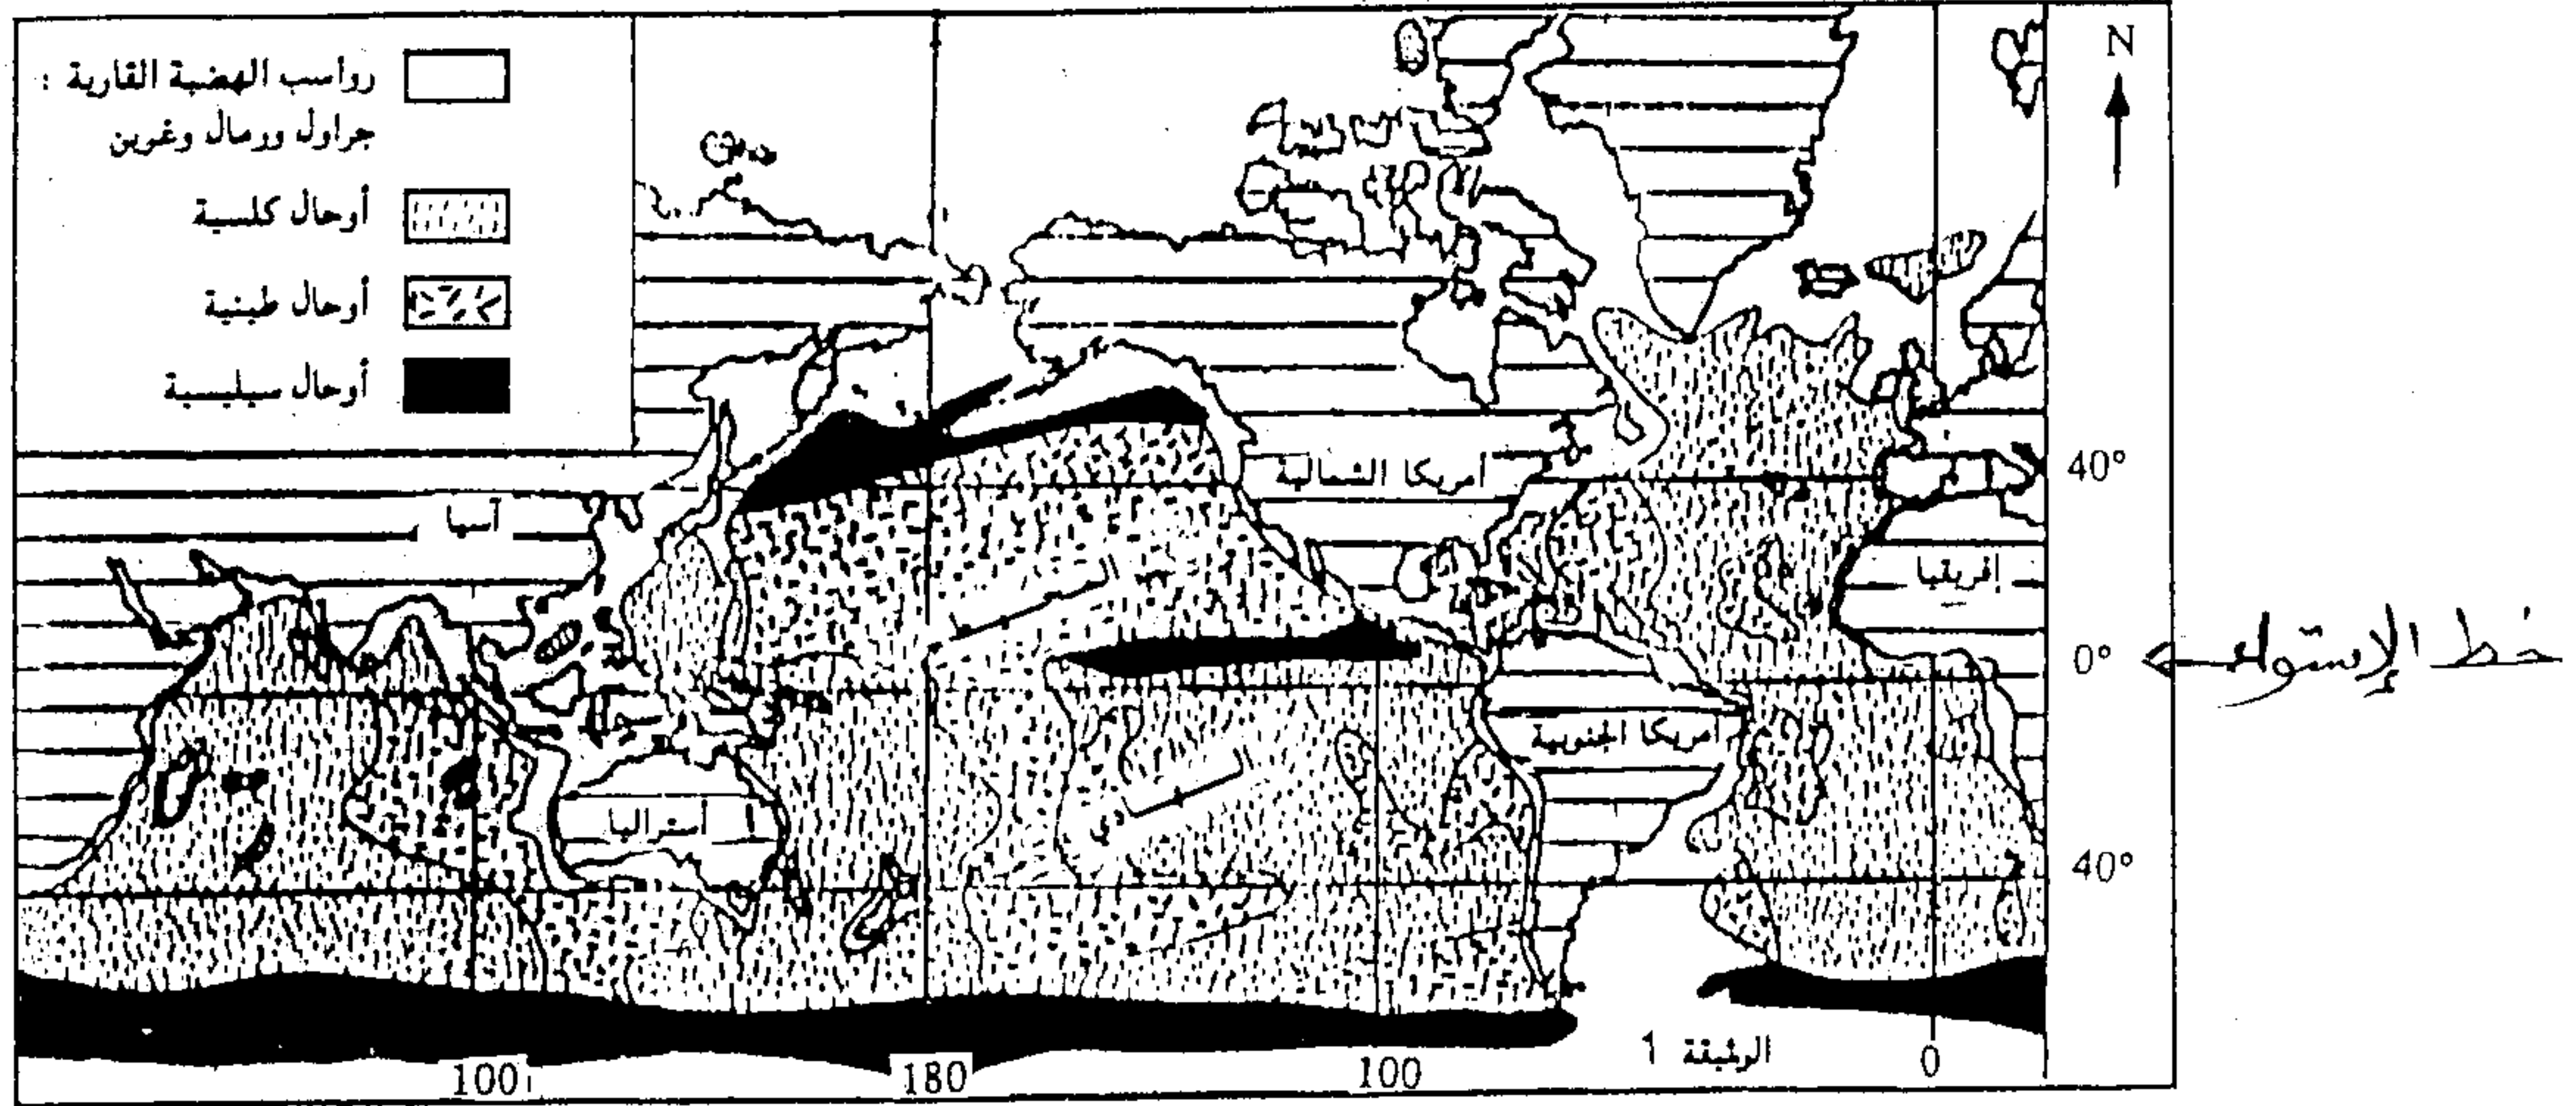 رواسب الهضبة القارية :
جراول ورمال وغرين
أوحال كلسية
أوحال طينية
أوحال سيليسية
N
آسيا
أمريكا الشمالية
إفريقيا
أمريكا الجنوبية
أستراليا
40°
0°
خط الإستواء
40°
100
180
100
0
الوثيقة 1